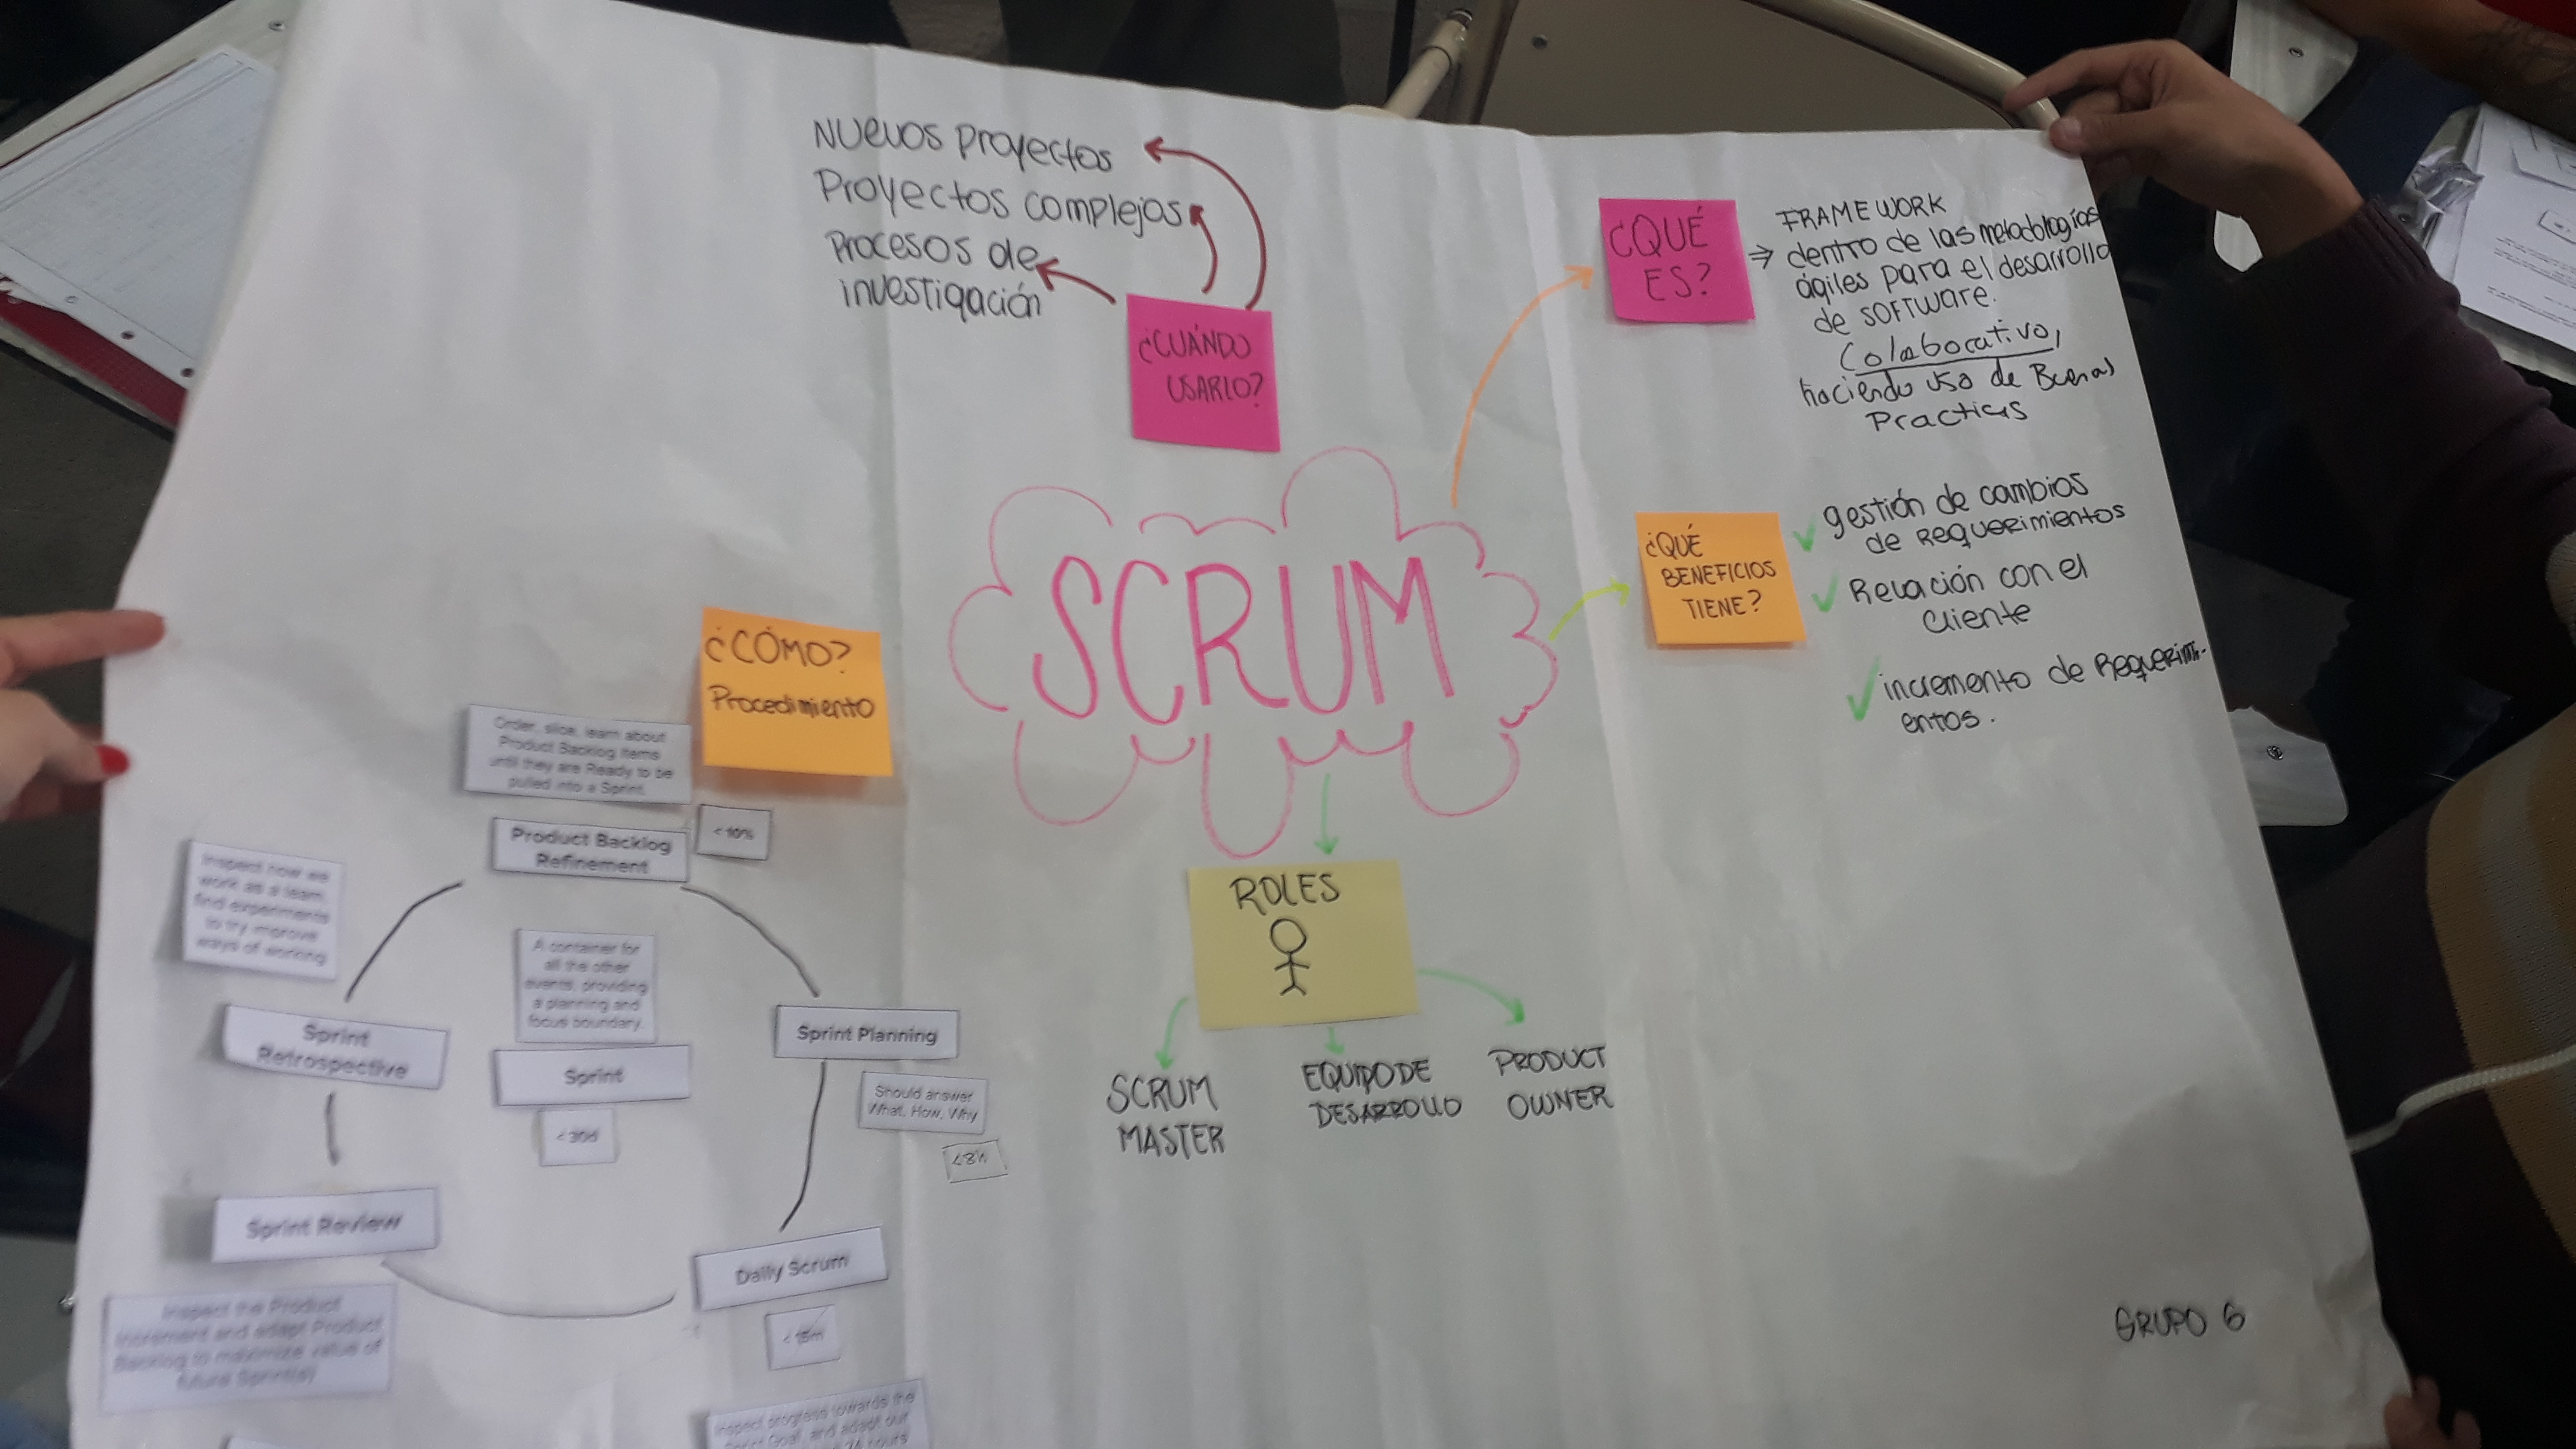 Nuevos proyectos
Proyectos complejos
Procesos de
investigación
¿CUÁNDO
USARLO?
¿QUÉ
ES?
⇒
FRAMEWORK
dentro de las metodologías
ágiles para el desarrollo
de software.
Colaborativo,
haciendo uso de Buenas
Practicas
SCRUM
¿QUÉ
BENEFICIOS
TIENE?
gestión de cambios
de requerimientos
Relación con el
cliente
incremento de Requerimi-
entos.
¿CÓMO?
Procedimiento
Order, slice, learn about
Product Backlog Items
until they are Ready to be
pulled into a Sprint.
Product Backlog
Refinement
< 10%
Inspect how we
work as a team,
find experiments
to try improve
ways of working
A container for
all the other
events, providing
a planning and
focus boundary.
Sprint
Retrospective
Sprint
< 30d
Sprint Planning
Should answer
What, How, Why
<8h
Sprint Review
Daily Scrum
< 15m
Inspect the Product
Increment and adapt Product
Backlog to maximize value of
future Sprint(s)
Inspect progress towards the
Sprint Goal, and adapt our
24 hours
ROLES
SCRUM
MASTER
EQUIPO DE
DESARROLLO
PRODUCT
OWNER
GRUPO 6